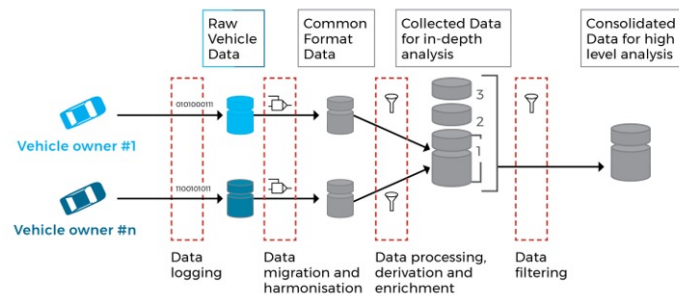 Raw
Vehicle
Data
Common
Format
Data
Collected Data
for in-depth
analysis
Consolidated
Data for high
level analysis
3
2
1
0101000111
Vehicle owner #1
1100101011
Vehicle owner #n
Data
logging
Data
migration and
harmonisation
Data processing,
derivation and
enrichment
Data
filtering